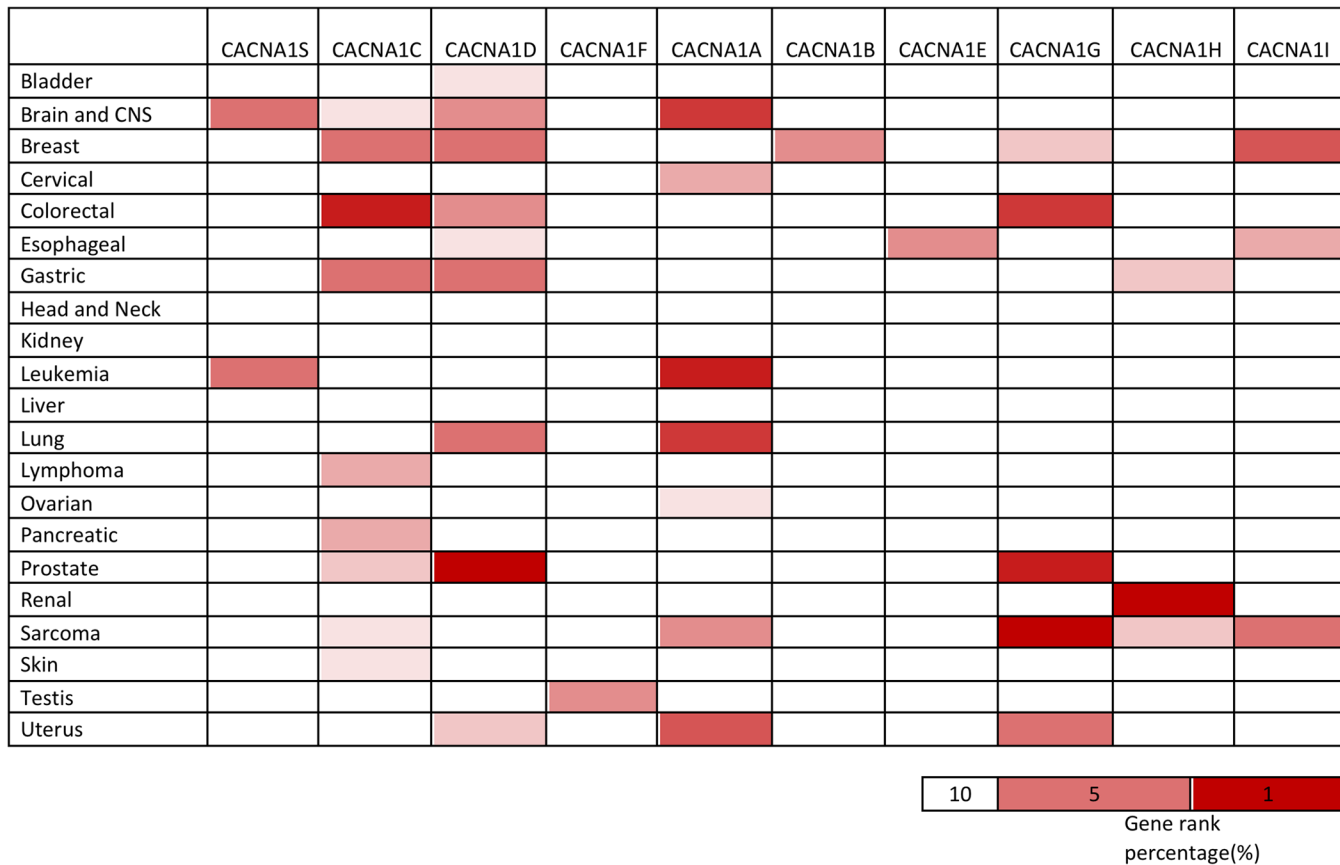 CACNA1S CACNA1C CACNA1D CACNA1F CACNA1A CACNA1B CACNA1E CACNA1G CACNA1H CACNA1I
Bladder
Brain and CNS
Breast
Cervical
Colorectal
Esophageal
Gastric
Head and Neck
Kidney
Leukemia
Liver
Lung
Lymphoma
Ovarian
Pancreatic
Prostate
Renal
Sarcoma
Skin
Testis
Uterus
10 5 1
Gene rank
percentage(%)